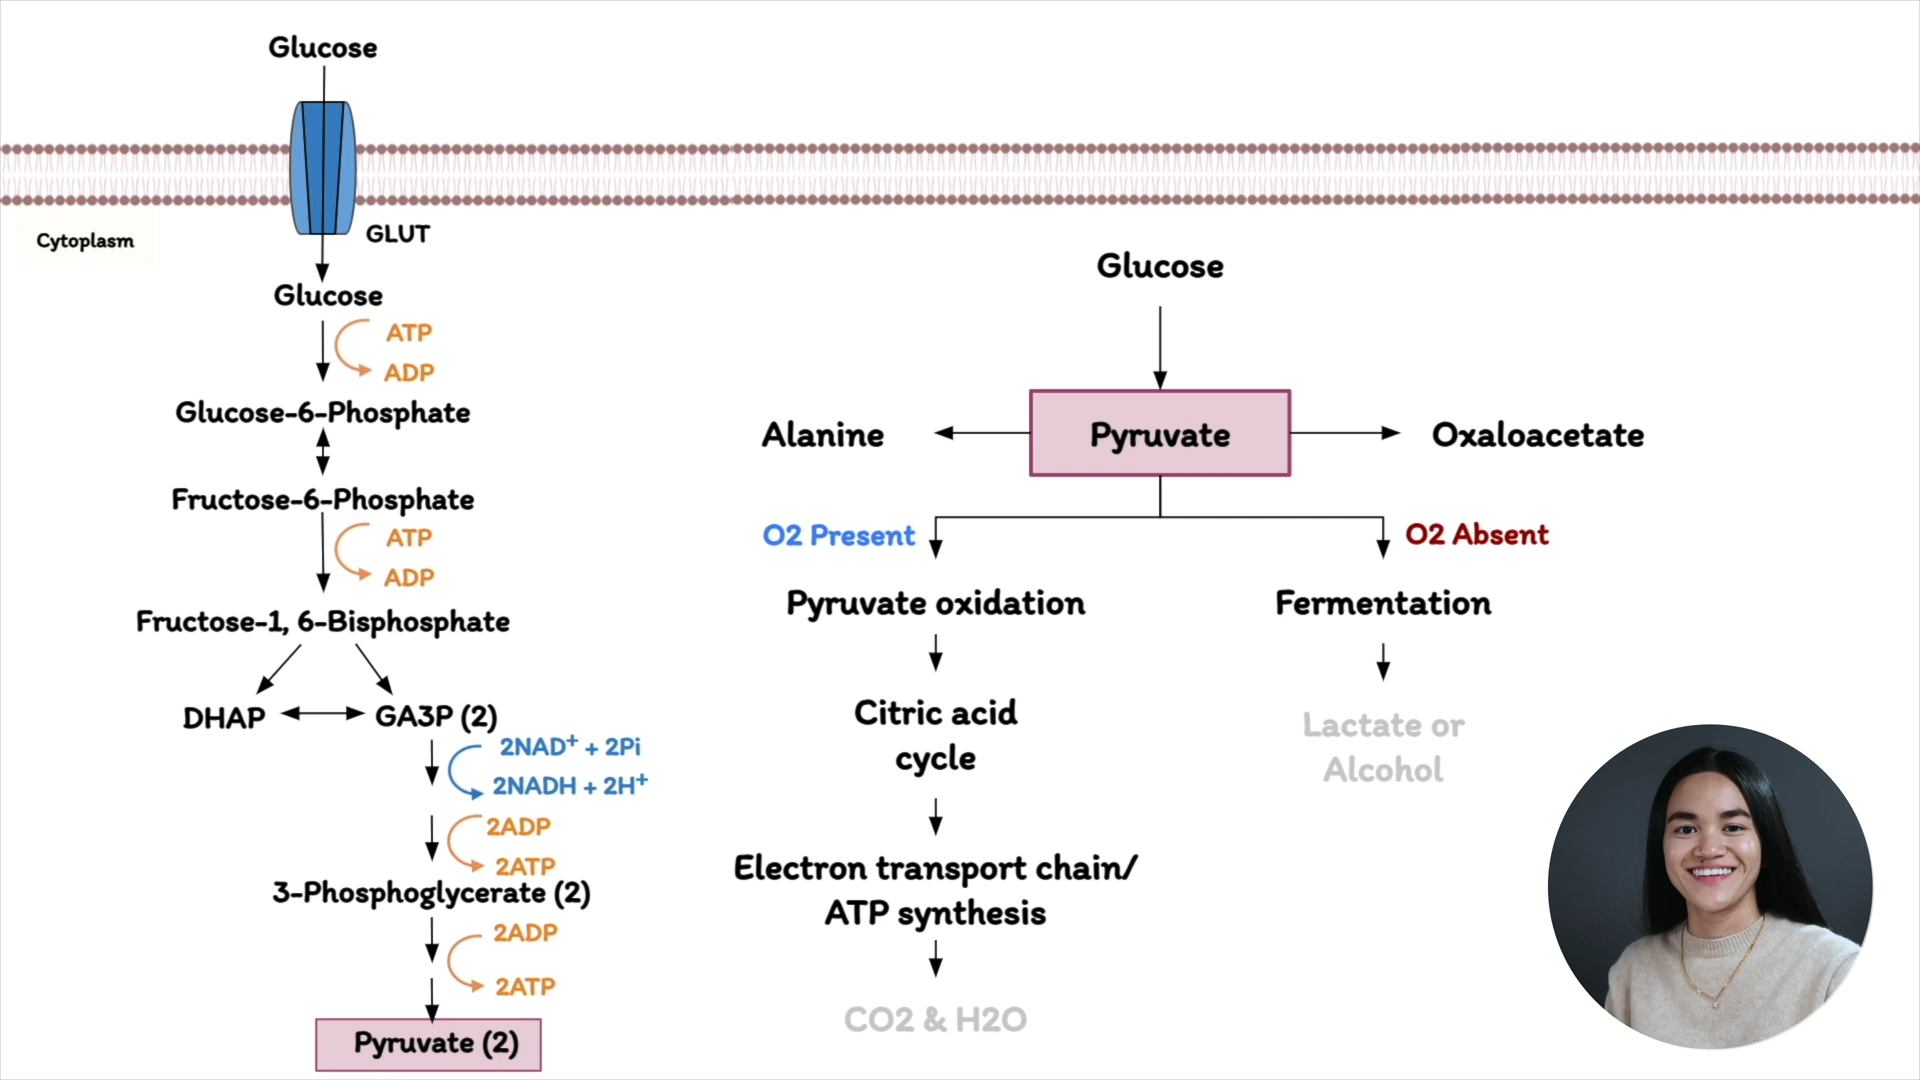 Glucose
GLUT
Cytoplasm
Glucose
ATP
ADP
Glucose-6-Phosphate
Fructose-6-Phosphate
ATP
ADP
Fructose-1, 6-Bisphosphate
DHAP
GA3P (2)
2NAD⁺ + 2Pi
2NADH + 2H⁺
2ADP
2ATP
3-Phosphoglycerate (2)
2ADP
2ATP
Pyruvate (2)
Glucose
Alanine
Pyruvate
Oxaloacetate
O2 Present
O2 Absent
Pyruvate oxidation
Fermentation
Citric acid
cycle
Lactate or
Alcohol
Electron transport chain/
ATP synthesis
CO2 & H2O